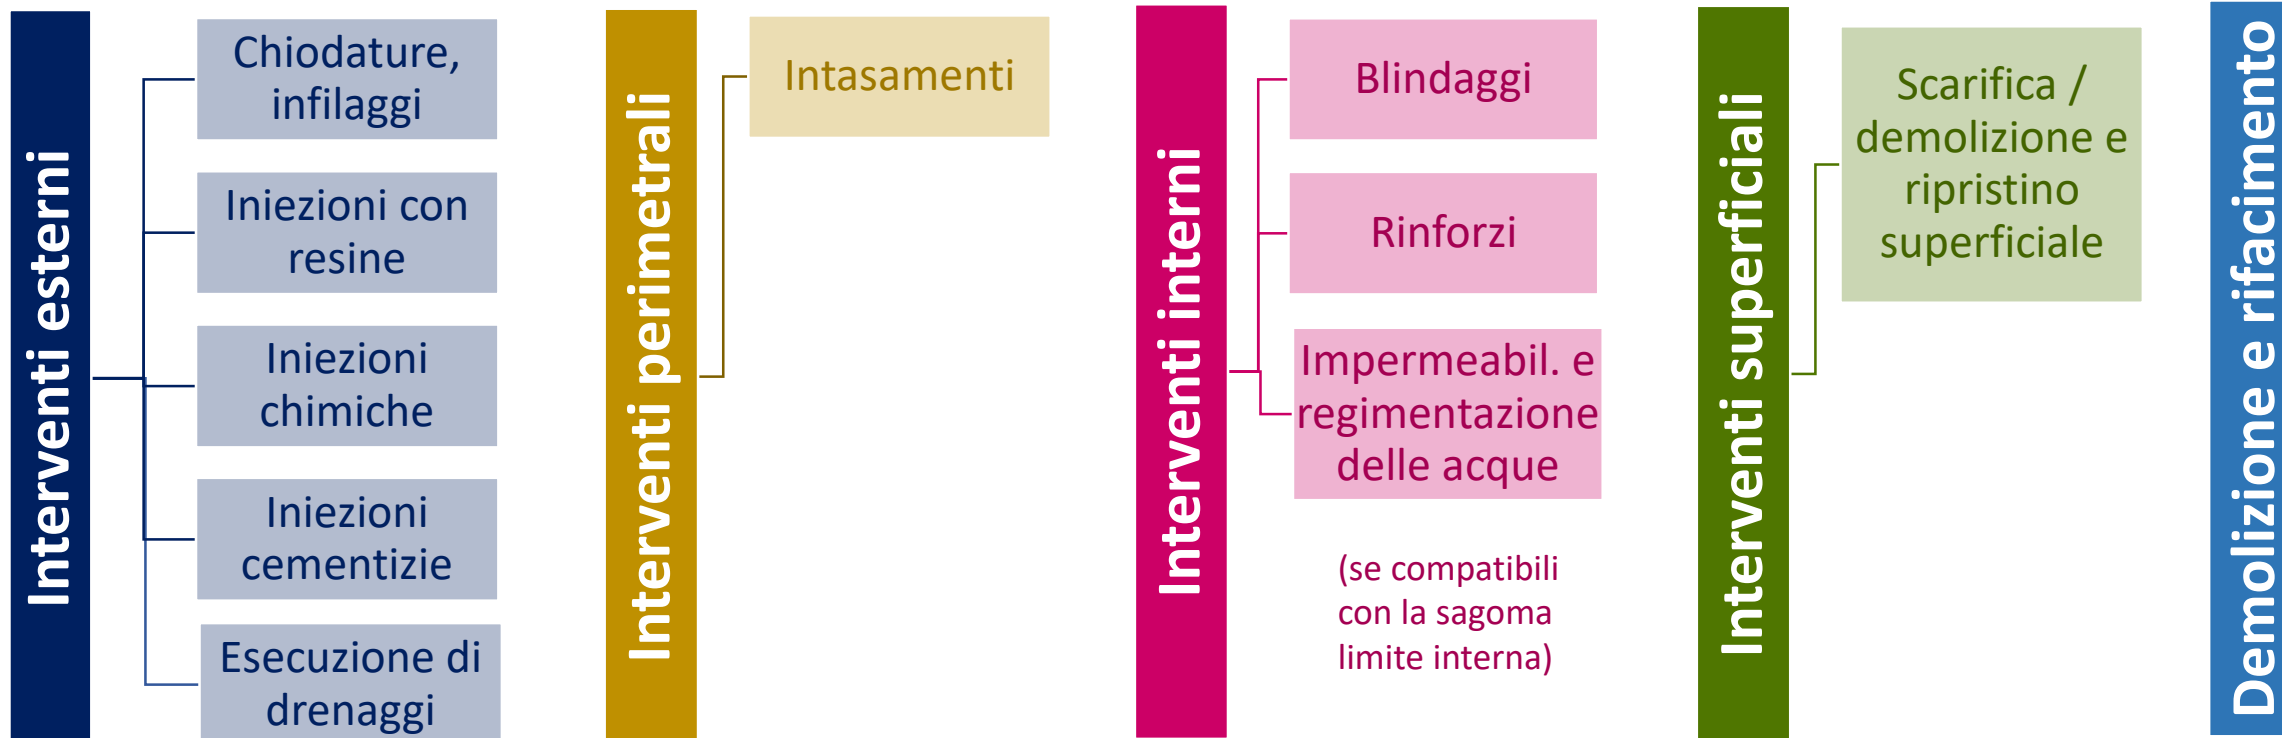 Interventi esterni
Chiodature,
infilaggi
Iniezioni con
resine
Iniezioni
chimiche
Iniezioni
cementizie
Esecuzione di
drenaggi
Interventi perimetrali
Intasamenti
Interventi interni
Blindaggi
Rinforzi
Impermeabil. e
regimentazione
delle acque
(se compatibili
con la sagoma
limite interna)
Interventi superficiali
Scarifica /
demolizione e
ripristino
superficiale
Demolizione e rifacimento